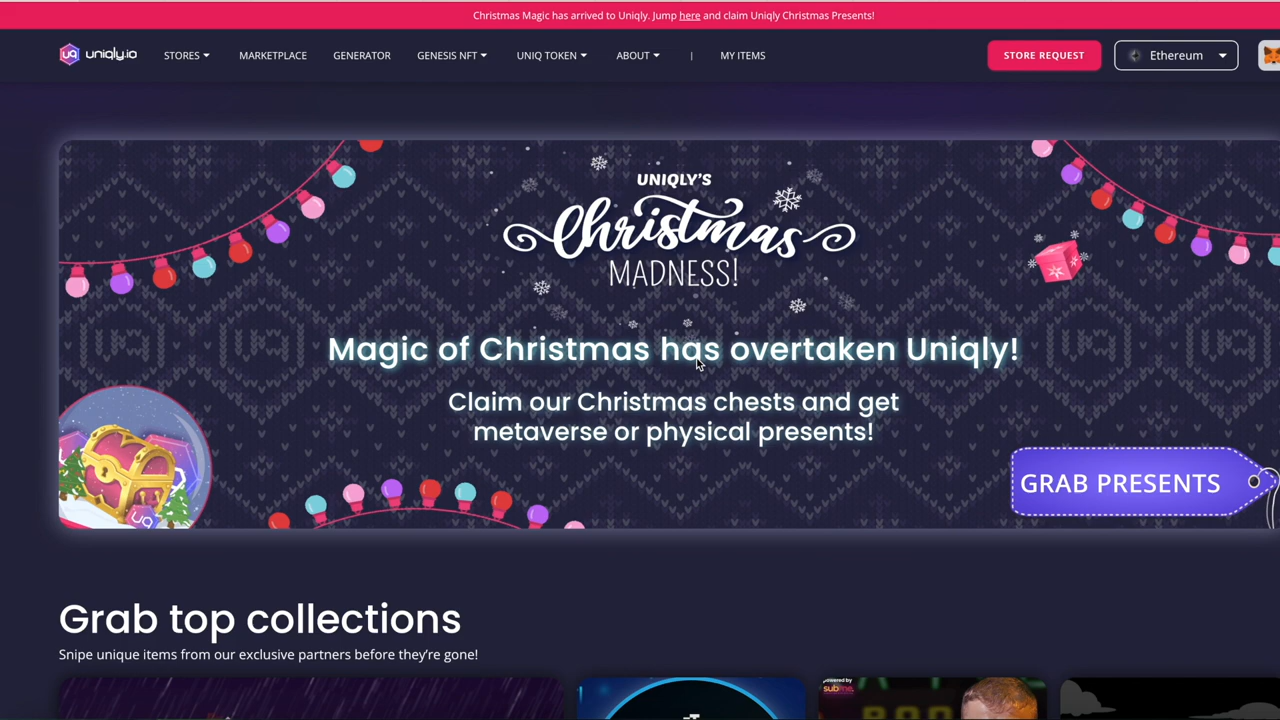 Christmas Magic has arrived to Uniqly. Jump here and claim Uniqly Christmas Presents!
uniqly.io STORES MARKETPLACE GENERATOR GENESIS NFT UNIQ TOKEN ABOUT | MY ITEMS STORE REQUEST Ethereum
UNIQLY'S
Christmas
MADNESS!
Magic of Christmas has overtaken Uniqly!
Claim our Christmas chests and get
metaverse or physical presents!
GRAB PRESENTS
Grab top collections
Snipe unique items from our exclusive partners before they're gone!
powered by
subline